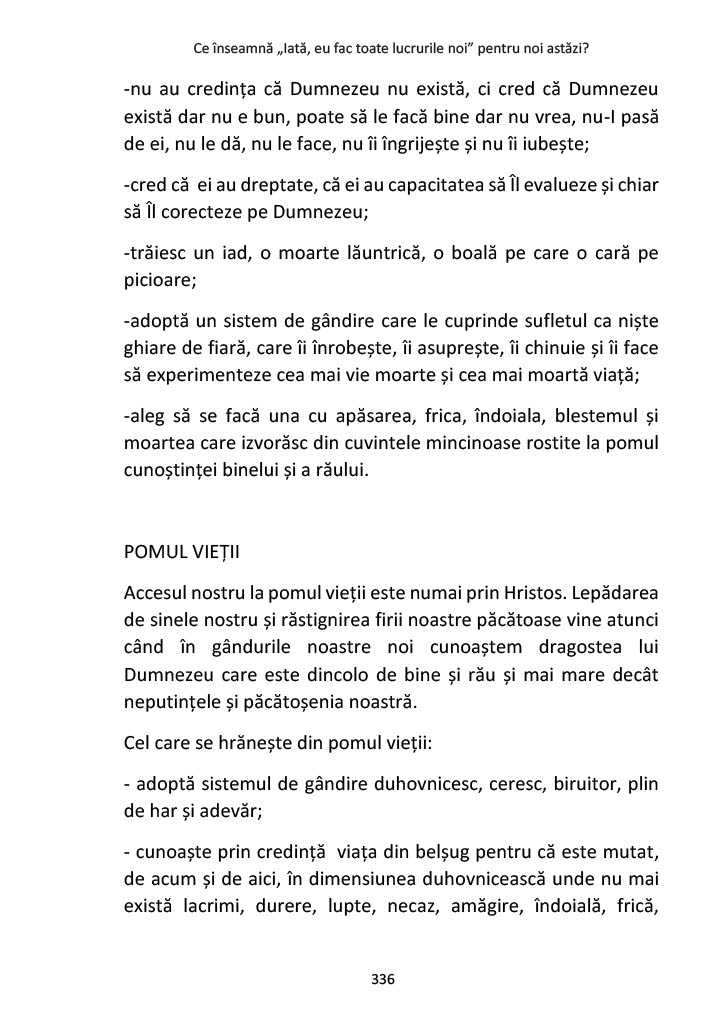 Ce înseamnă „Iată, eu fac toate lucrurile noi” pentru noi astăzi?
-nu au credința că Dumnezeu nu există, ci cred că Dumnezeu
există dar nu e bun, poate să le facă bine dar nu vrea, nu-I pasă
de ei, nu le dă, nu le face, nu îi îngrijește și nu îi iubește;
-cred că  ei au dreptate, că ei au capacitatea să Îl evalueze și chiar
să Îl corecteze pe Dumnezeu;
-trăiesc un iad, o moarte lăuntrică, o boală pe care o cară pe
picioare;
-adoptă un sistem de gândire care le cuprinde sufletul ca niște
ghiare de fiară, care îi înrobește, îi asuprește, îi chinuie și îi face
să experimenteze cea mai vie moarte și cea mai moartă viață;
-aleg să se facă una cu apăsarea, frica, îndoiala, blestemul și
moartea care izvorăsc din cuvintele mincinoase rostite la pomul
cunoștinței binelui și a răului.
POMUL VIEȚII
Accesul nostru la pomul vieții este numai prin Hristos. Lepădarea
de sinele nostru și răstignirea firii noastre păcătoase vine atunci
când în gândurile noastre noi cunoaștem dragostea lui
Dumnezeu care este dincolo de bine și rău și mai mare decât
neputințele și păcătoșenia noastră.
Cel care se hrănește din pomul vieții:
- adoptă sistemul de gândire duhovnicesc, ceresc, biruitor, plin
de har și adevăr;
- cunoaște prin credință  viața din belșug pentru că este mutat,
de acum și de aici, în dimensiunea duhovnicească unde nu mai
există lacrimi, durere, lupte, necaz, amăgire, îndoială, frică,
336